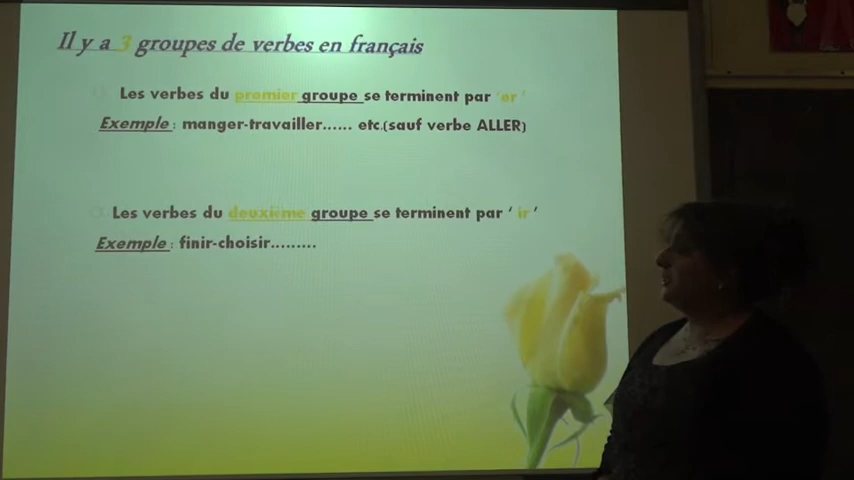 Il y a 3 groupes de verbes en français
Les verbes du premier groupe se terminent par 'er'
Exemple : manger-travailler...... etc.(sauf verbe ALLER)
Les verbes du deuxième groupe se terminent par ' ir '
Exemple : finir-choisir.........